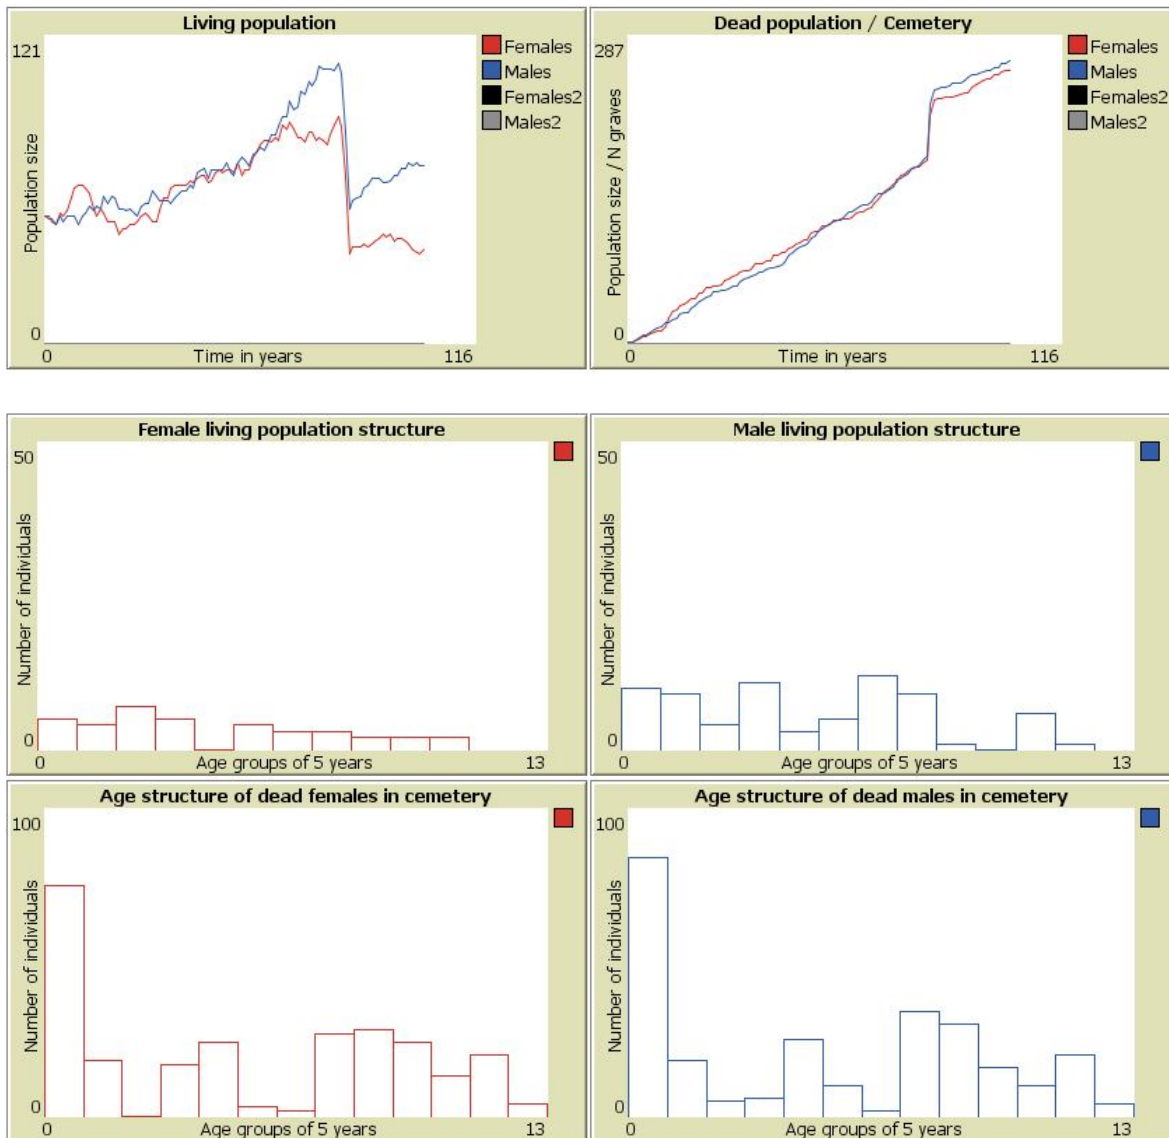 Living population
121
Population size
0
0 Time in years 116
Females
Males
Females2
Males2
Dead population / Cemetery
287
Population size / N graves
0
0 Time in years 116
Females
Males
Females2
Males2
Female living population structure
50
Number of individuals
0
0 Age groups of 5 years 13
Male living population structure
50
Number of individuals
0
0 Age groups of 5 years 13
Age structure of dead females in cemetery
100
Number of individuals
0
0 Age groups of 5 years 13
Age structure of dead males in cemetery
100
Number of individuals
0
0 Age groups of 5 years 13